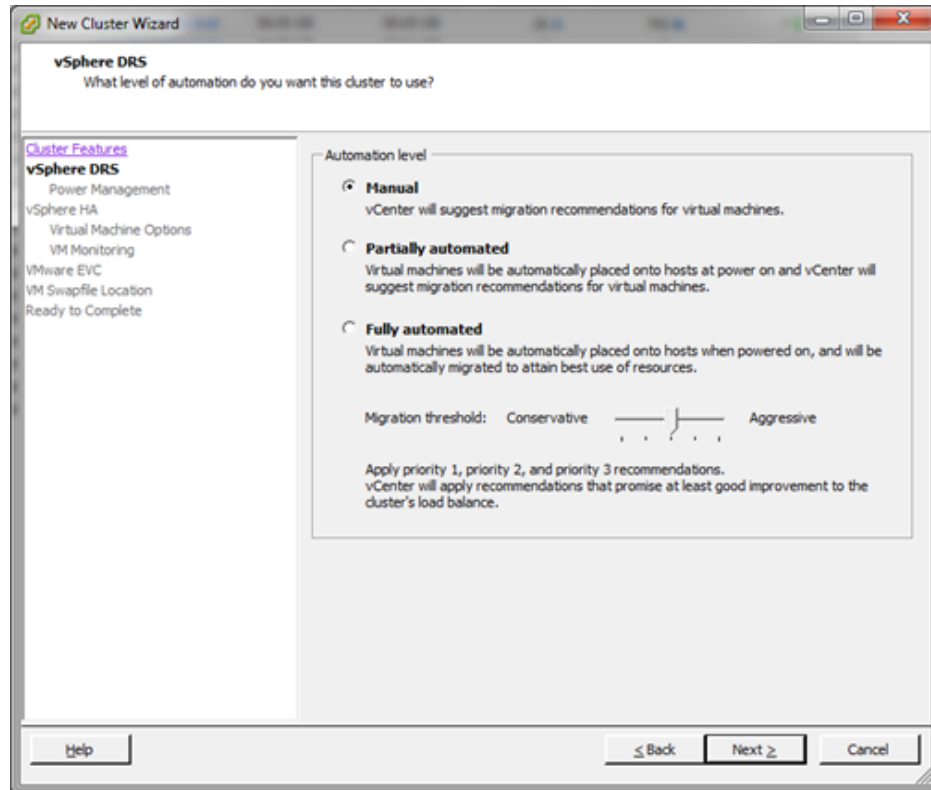 New Cluster Wizard
vSphere DRS
What level of automation do you want this cluster to use?
Cluster Features
vSphere DRS
Power Management
vSphere HA
Virtual Machine Options
VM Monitoring
VMware EVC
VM Swapfile Location
Ready to Complete
Automation level
Manual
vCenter will suggest migration recommendations for virtual machines.
Partially automated
Virtual machines will be automatically placed onto hosts at power on and vCenter will
suggest migration recommendations for virtual machines.
Fully automated
Virtual machines will be automatically placed onto hosts when powered on, and will be
automatically migrated to attain best use of resources.
Migration threshold: Conservative Aggressive
Apply priority 1, priority 2, and priority 3 recommendations.
vCenter will apply recommendations that promise at least good improvement to the
cluster's load balance.
Help < Back Next > Cancel